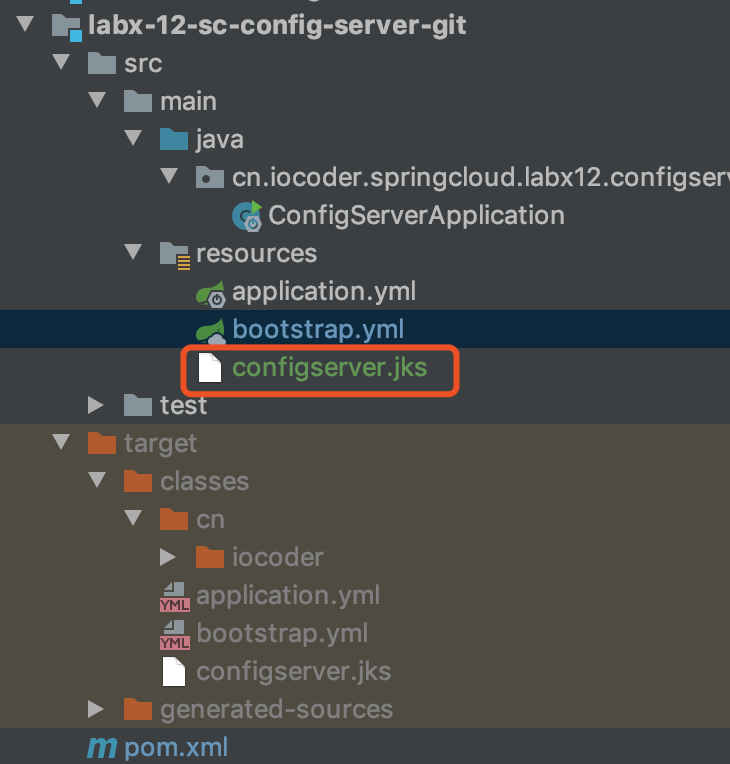 labx-12-sc-config-server-git
src
main
java
cn.iocoder.springcloud.labx12.configserv
ConfigServerApplication
resources
application.yml
bootstrap.yml
configserver.jks
test
target
classes
cn
iocoder
YML application.yml
YML bootstrap.yml
configserver.jks
generated-sources
m pom.xml